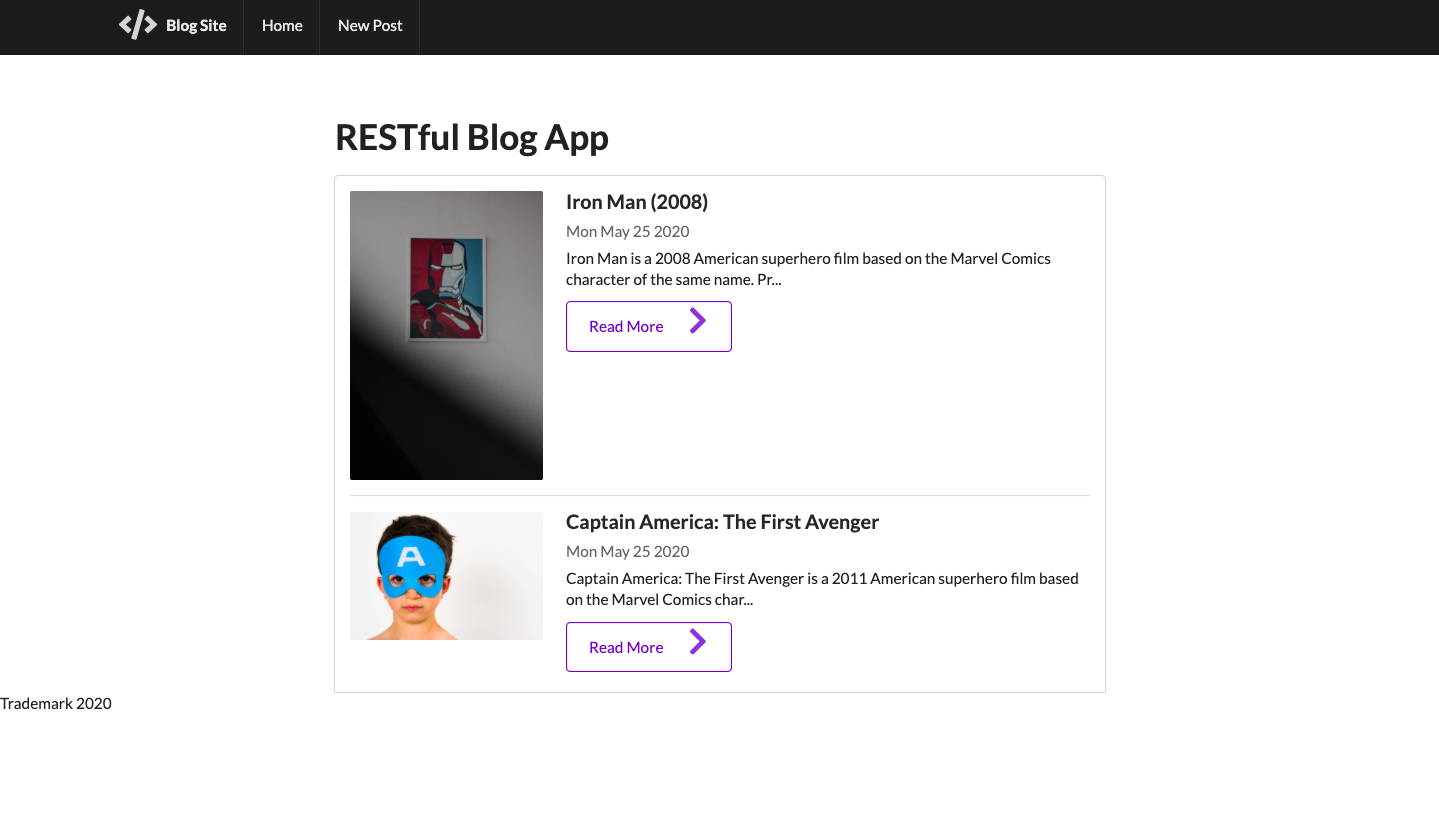 Blog Site
Home
New Post
RESTful Blog App
Iron Man (2008)
Mon May 25 2020
Iron Man is a 2008 American superhero film based on the Marvel Comics
character of the same name. Pr...
Read More
A
Captain America: The First Avenger
Mon May 25 2020
Captain America: The First Avenger is a 2011 American superhero film based
on the Marvel Comics char...
Read More
Trademark 2020